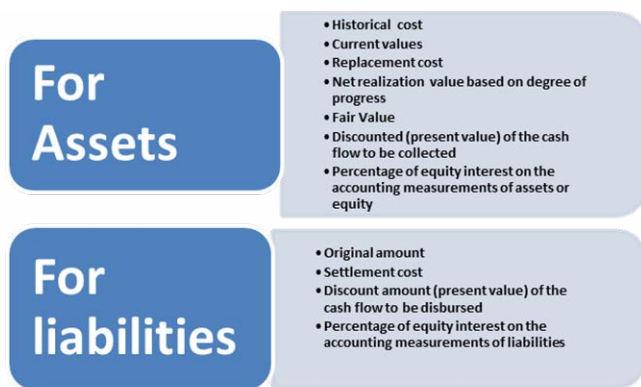 For
Assets
• Historical cost
• Current values
• Replacement cost
• Net realization value based on degree of
progress
• Fair Value
• Discounted (present value) of the cash
flow to be collected
• Percentage of equity interest on the
accounting measurements of assets or
equity
For
liabilities
• Original amount
• Settlement cost
• Discount amount (present value) of the
cash flow to be disbursed
• Percentage of equity interest on the
accounting measurements of liabilities